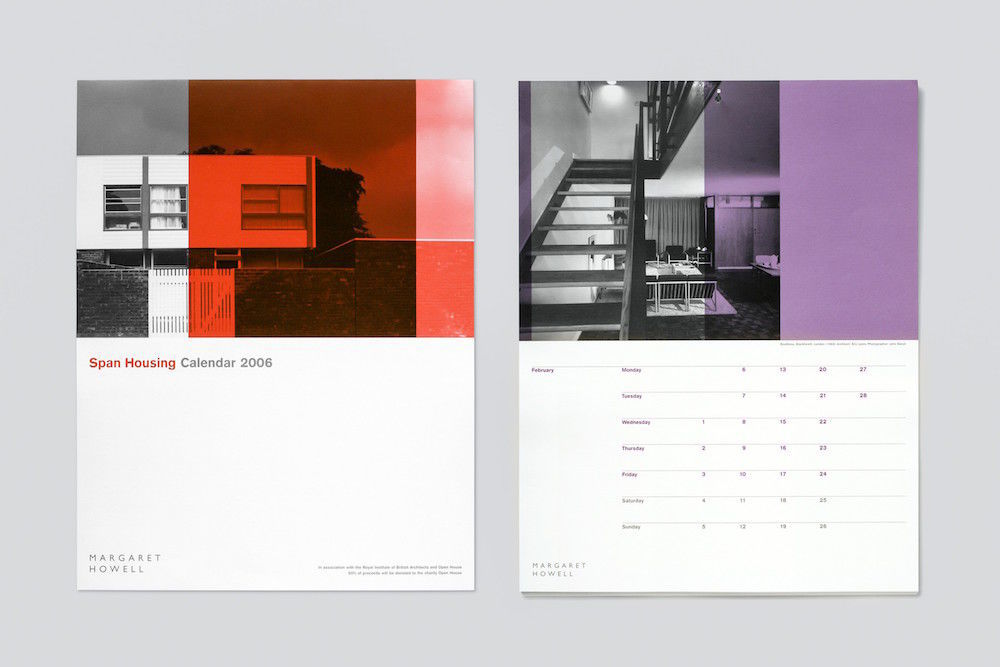 Span Housing Calendar 2006
MARGARET
HOWELL
In association with the Royal Institute of British Architects and Open House
50% of proceeds will be donated to the charity Open House
February
Monday 6 13 20 27
Tuesday 7 14 21 28
Wednesday 1 8 15 22
Thursday 2 9 16 23
Friday 3 10 17 24
Saturday 4 11 18 25
Sunday 5 12 19 26
MARGARET
HOWELL